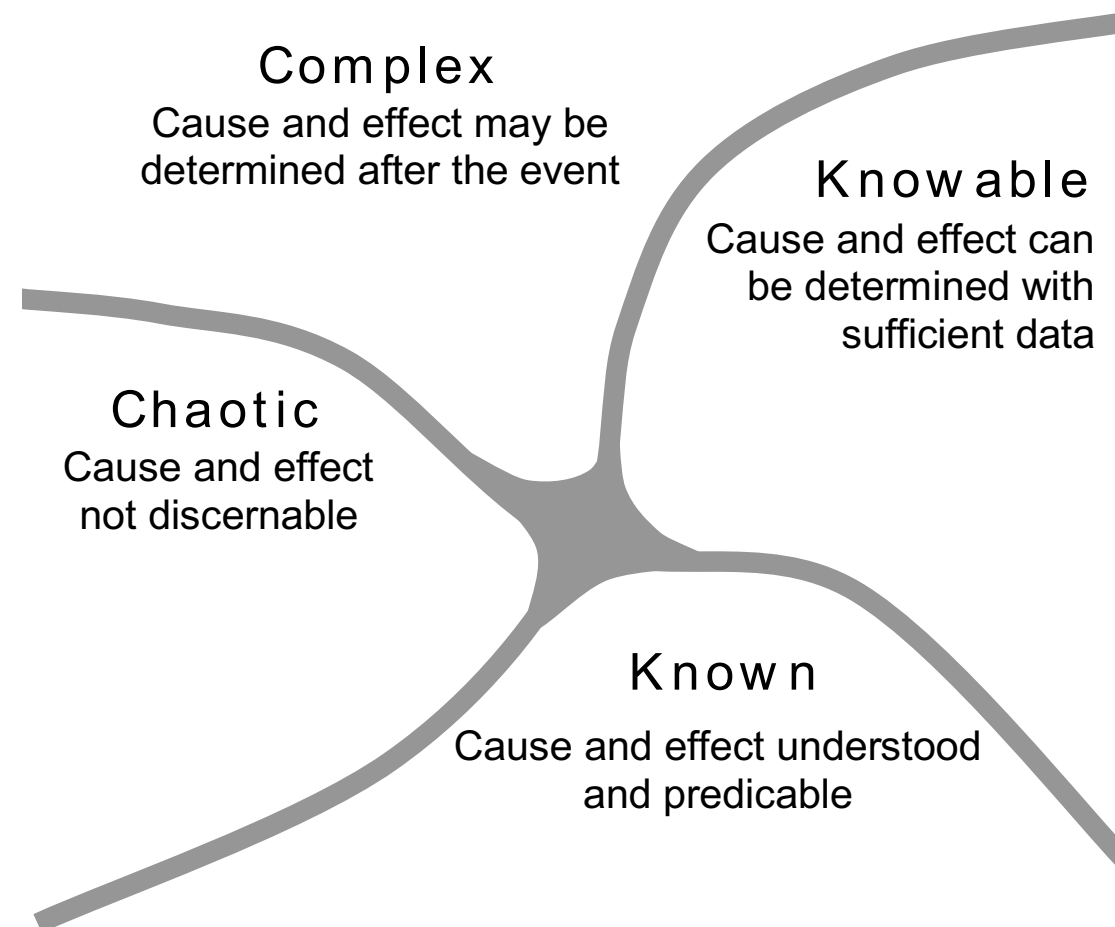 Complex
Cause and effect may be
determined after the event
Knowable
Cause and effect can
be determined with
sufficient data
Chaotic
Cause and effect
not discernable
Known
Cause and effect understood
and predicable